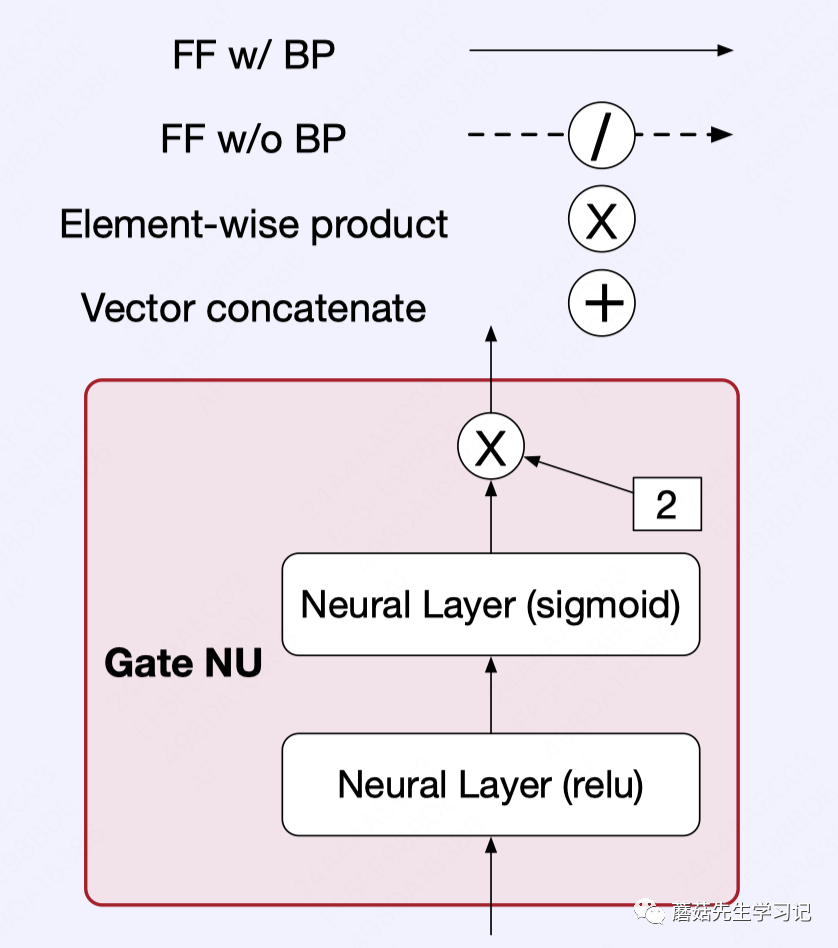 FF w/ BP
FF w/o BP
/
Element-wise product
X
Vector concatenate
+
X
2
Neural Layer (sigmoid)
Gate NU
Neural Layer (relu)
蘑菇先生学习记